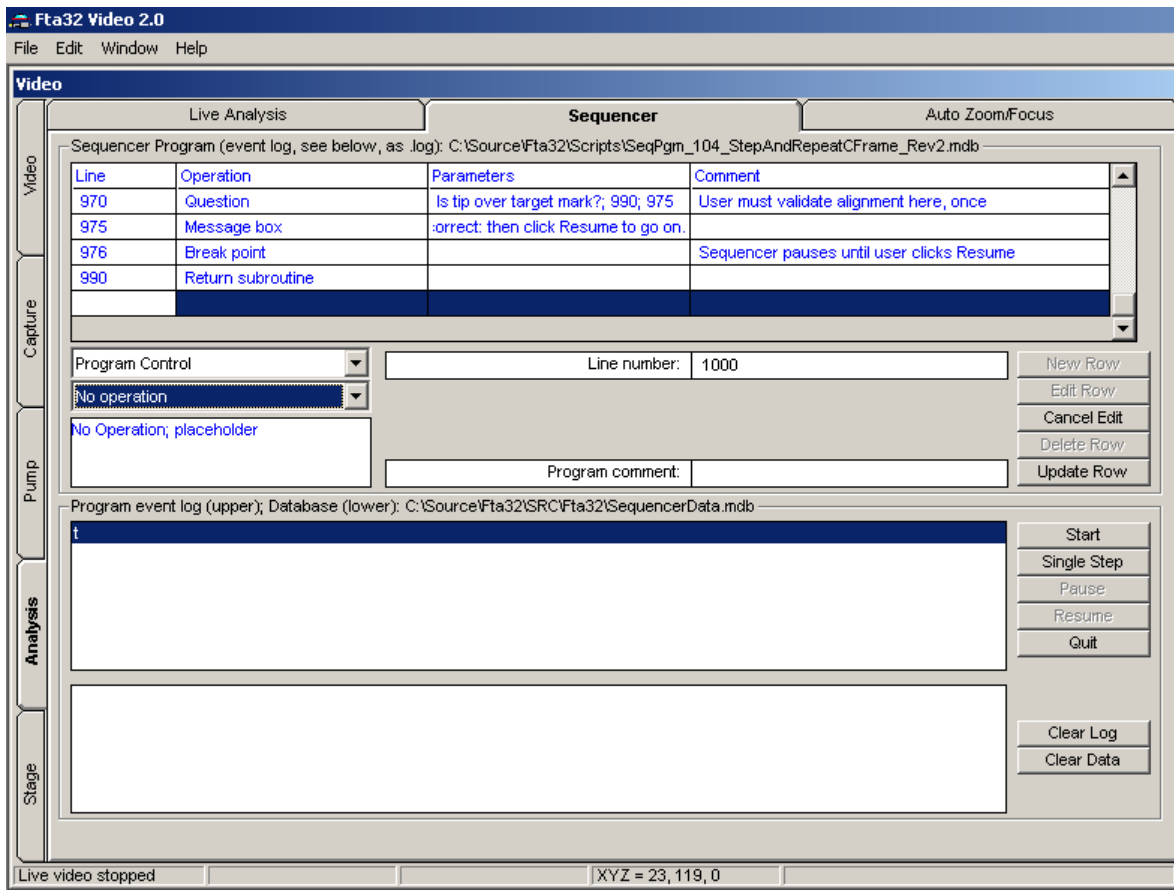 Fta32 Video 2.0
File Edit Window Help
Video
Live Analysis Sequencer Auto Zoom/Focus
Video
Capture
Pump
Analysis
Stage
Sequencer Program (event log, see below, as .log): C:\Source\Fta32\Scripts\SeqPgm_104_StepAndRepeatCFrame_Rev2.mdb
Line Operation Parameters Comment
970 Question Is tip over target mark?; 990; 975 User must validate alignment here, once
975 Message box :orrect: then click Resume to go on.
976 Break point Sequencer pauses until user clicks Resume
990 Return subroutine
Program Control Line number: 1000 New Row
No operation Edit Row
Cancel Edit
No Operation; placeholder Delete Row
Program comment: Update Row
Program event log (upper); Database (lower): C:\Source\Fta32\SRC\Fta32\SequencerData.mdb
t Start
Single Step
Pause
Resume
Quit
Clear Log
Clear Data
Live video stopped XYZ = 23, 119, 0